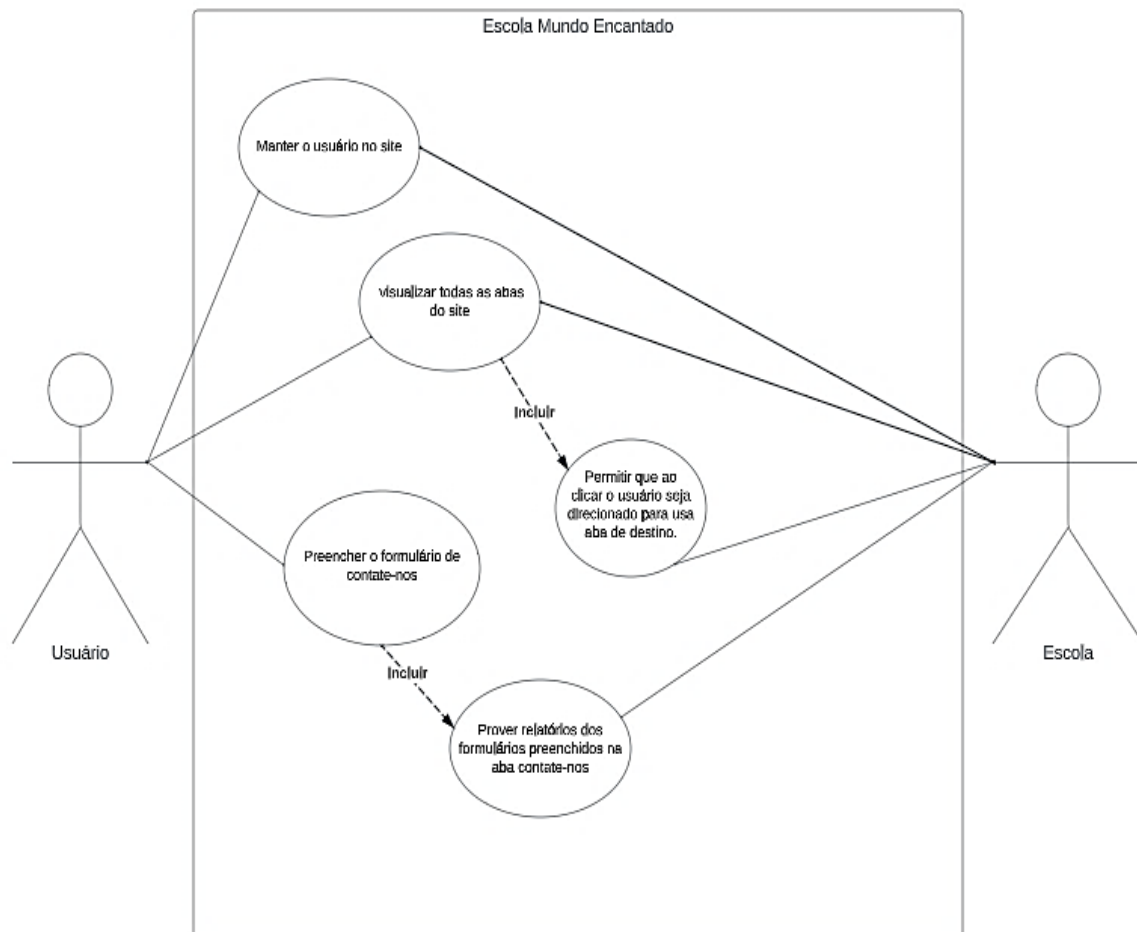 Escola Mundo Encantado
Manter o usuário no site
visualizar todas as abas
do site
Incluir
Permitir que ao
clicar o usuário seja
direcionado para usa
aba de destino.
Preencher o formulário de
contate-nos
Usuário
Escola
Incluir
Prover relatórios dos
formulários preenchidos na
aba contate-nos